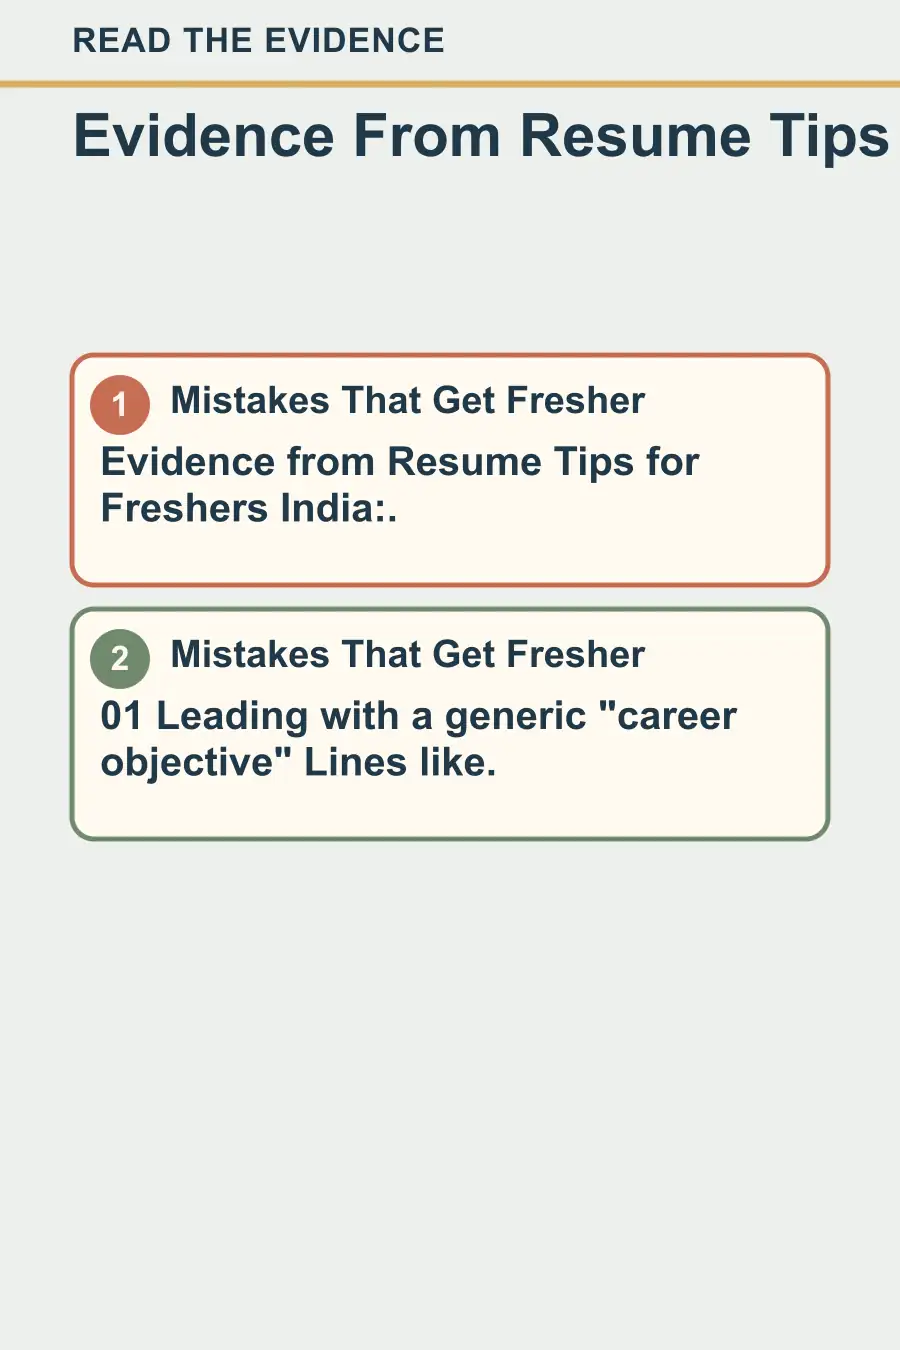 READ THE EVIDENCE
Evidence From Resume Tips
1 Mistakes That Get Fresher
Evidence from Resume Tips for
Freshers India:.
2 Mistakes That Get Fresher
01 Leading with a generic "career
objective" Lines like.